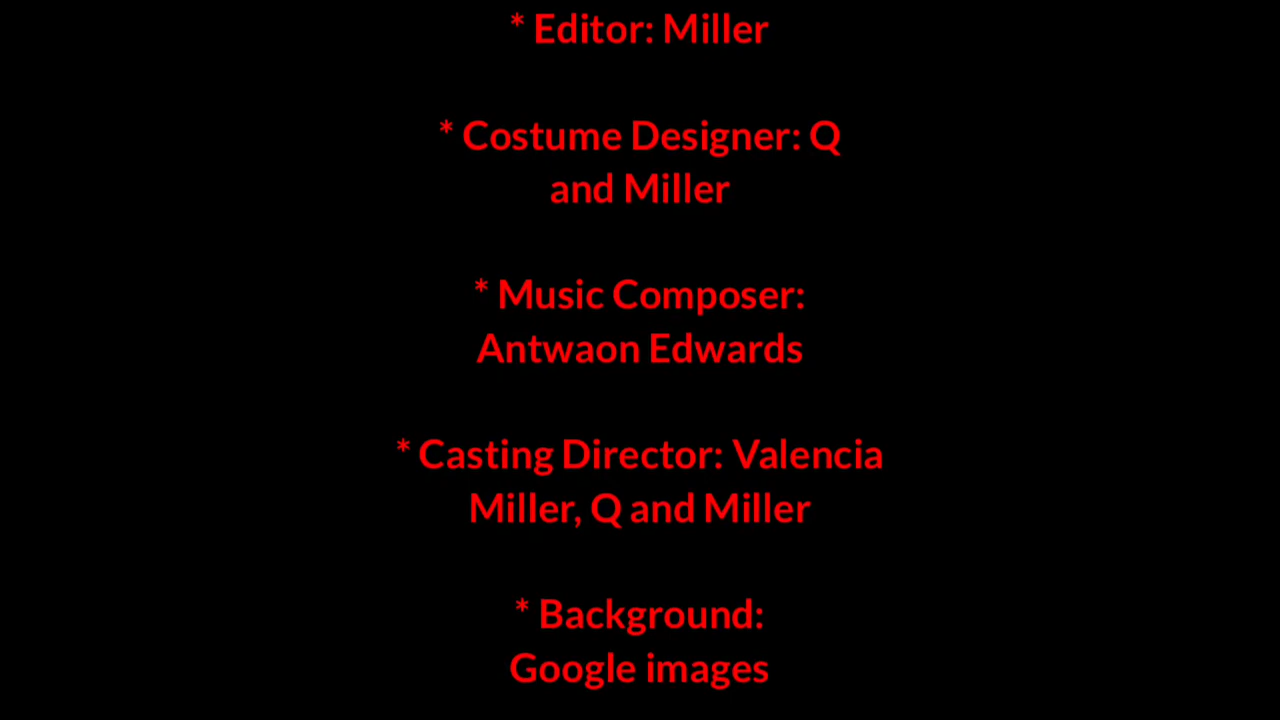 * Editor: Miller
* Costume Designer: Q
and Miller
* Music Composer:
Antwaon Edwards
* Casting Director: Valencia
Miller, Q and Miller
* Background:
Google images